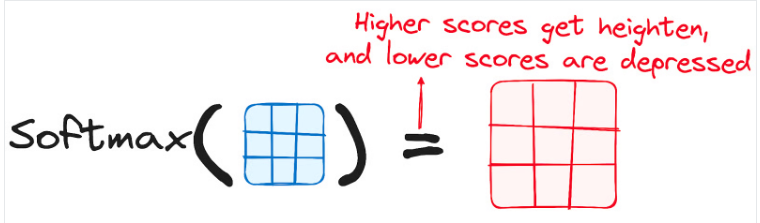 Higher scores get heighten,
and lower scores are depressed
Softmax( ) =